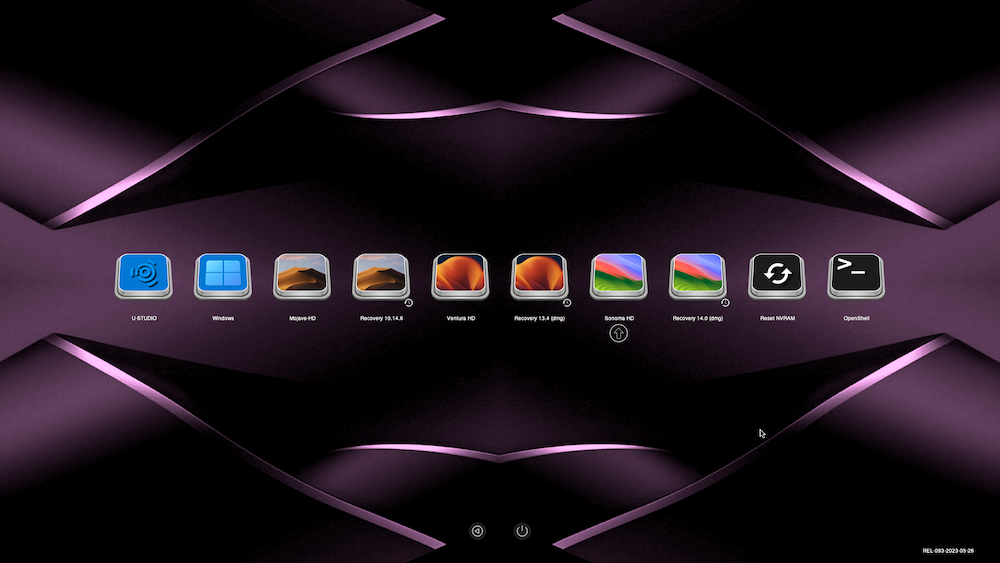 U-STUDIO
Windows
Mojave-HD
Recovery 10.14.6
Ventura HD
Recovery 13.4 (dmg)
Sonoma HD
Recovery 14.0 (dmg)
Reset NVRAM
OpenShell
REL-093-2023-05-26